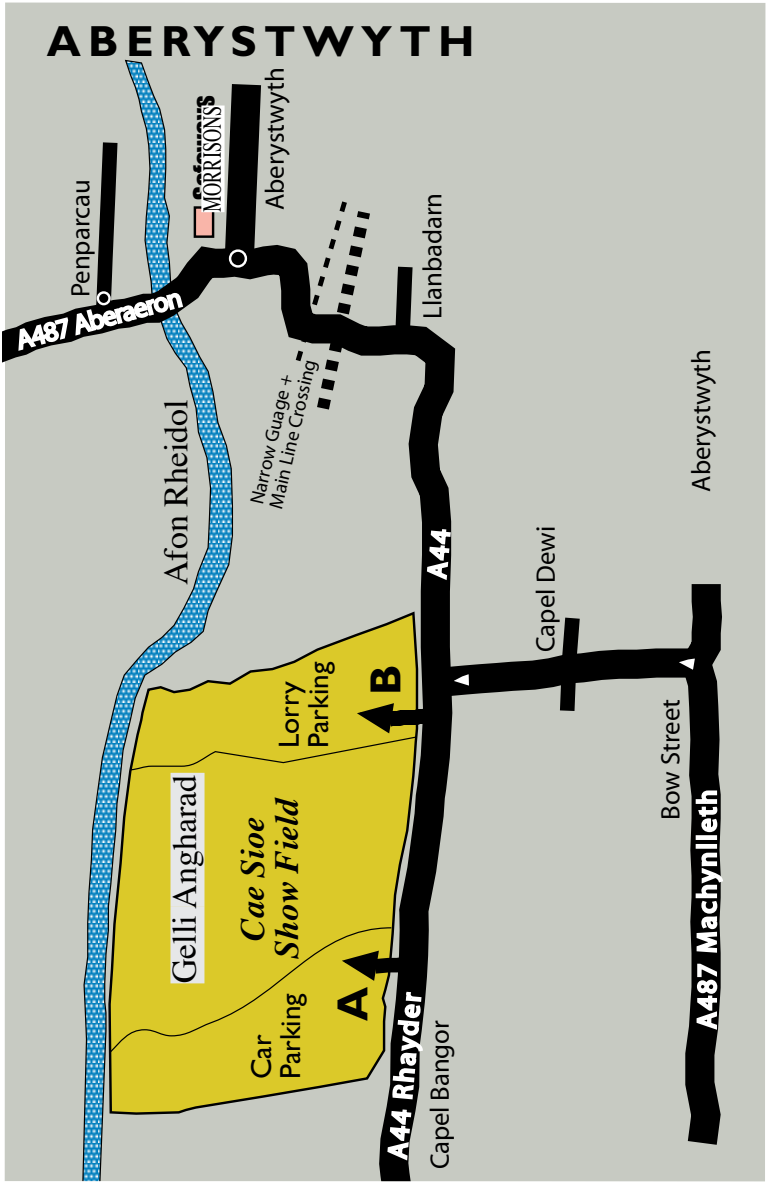 ABERYSTWYTH
Penparcau
A487 Aberaeron
Safeways
MORRISONS
Aberystwyth
Llanbadarn
Narrow Guage +
Main Line Crossing
Afon Rheidol
A44
Aberystwyth
Capel Dewi
Lorry
Parking
B
Gelli Angharad
Cae Sioe
Show Field
Bow Street
A
Car
Parking
A44 Rhayder
Capel Bangor
A487 Machynlleth